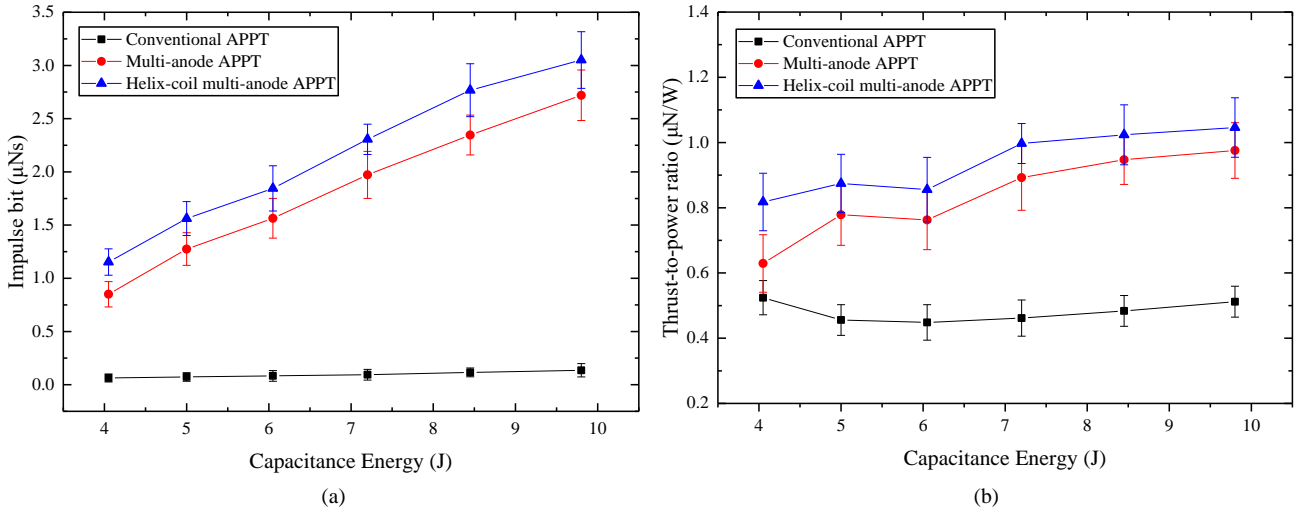 Conventional APPT
Multi-anode APPT
Helix-coil multi-anode APPT
Impulse bit (μNs)
3.5
3.0
2.5
2.0
1.5
1.0
0.5
0.0
4 5 6 7 8 9 10
Capacitance Energy (J)
(a)
Conventional APPT
Multi-anode APPT
Helix-coil multi-anode APPT
Thrust-to-power ratio (μN/W)
1.4
1.2
1.0
0.8
0.6
0.4
0.2
4 5 6 7 8 9 10
Capacitance Energy (J)
(b)